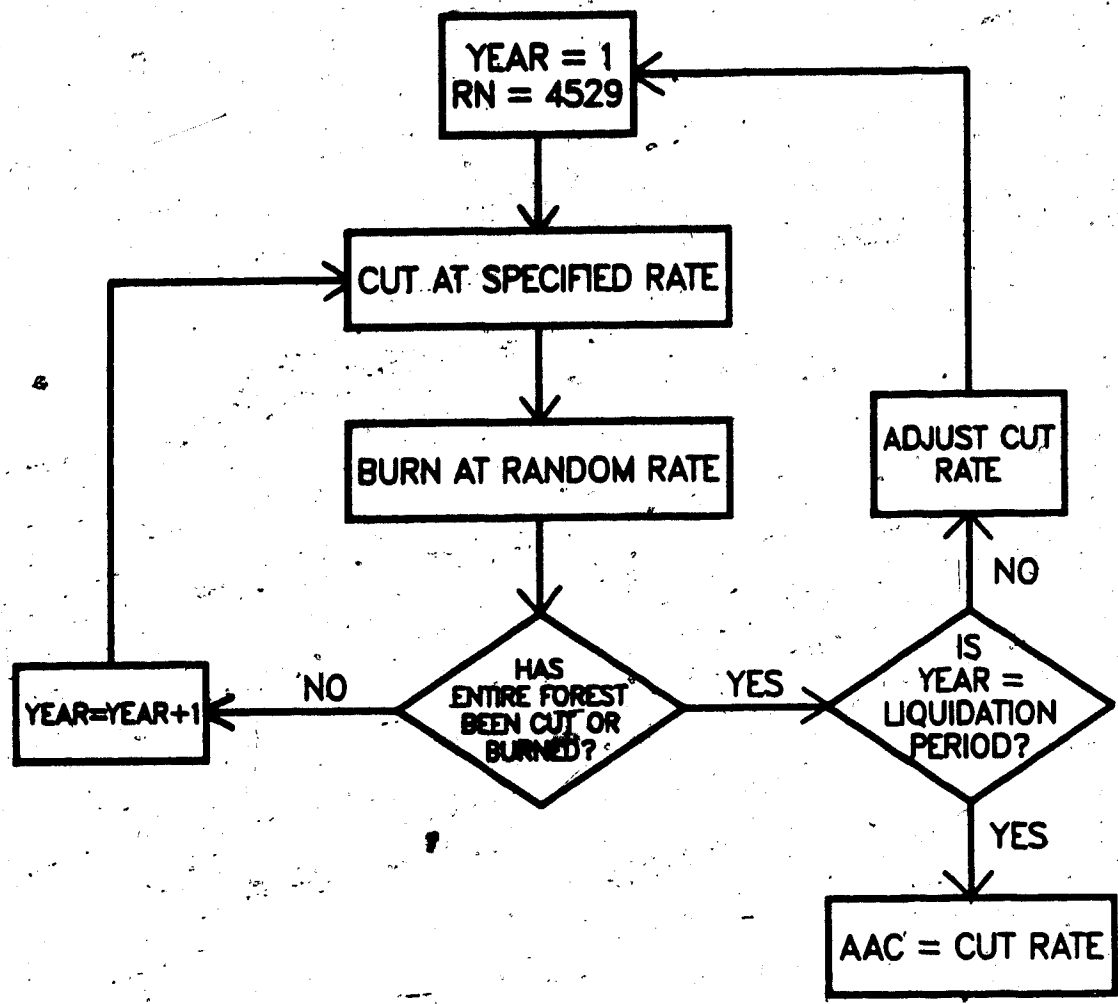 YEAR = 1
RN = 4529
CUT AT SPECIFIED RATE
BURN AT RANDOM RATE
ADJUST CUT
RATE
NO
HAS
ENTIRE FOREST
BEEN CUT OR
BURNED?
NO
YEAR=YEAR+1
YES
IS
YEAR =
LIQUIDATION
PERIOD?
YES
AAC = CUT RATE